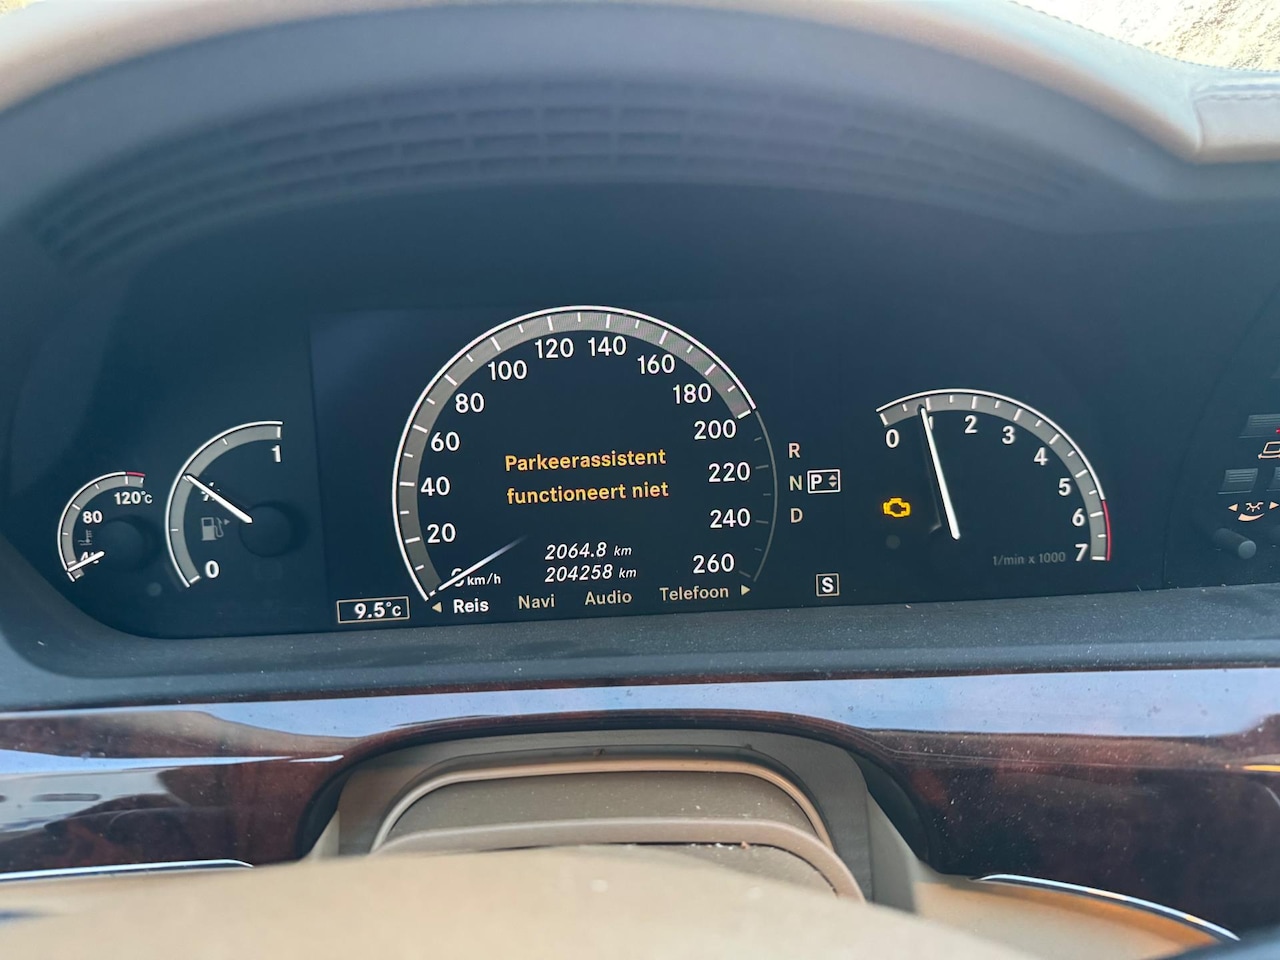 120°c
80
1
0
0
20
40
60
80
100
120
140
160
180
200
220
240
260
km/h
Parkeerassistent
functioneert niet
2064.8 km
204258 km
9.5°c
Reis Navi Audio Telefoon
R
N P
D
S
0
1
2
3
4
5
6
7
1/min x 1000